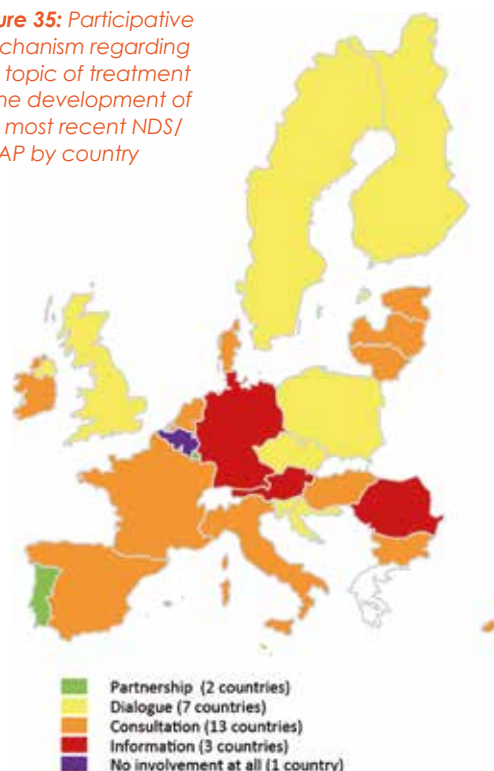 ure 35: Participative
chanism regarding
topic of treatment
he development of
most recent NDS/
AP by country
Partnership (2 countries)
Dialogue (7 countries)
Consultation (13 countries)
Information (3 countries)
No involvement at all (1 country)